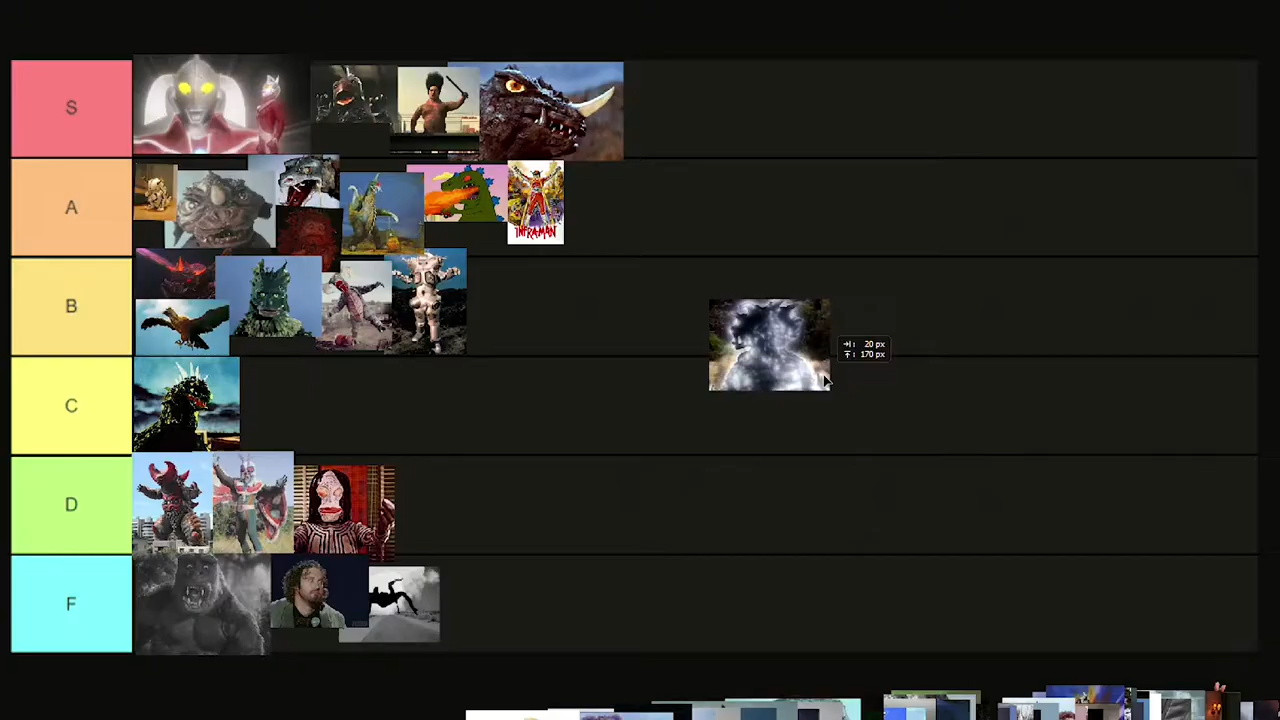 S
A
INFRAMAN
B
→|: 20 px
⊼: 170 px
C
D
F